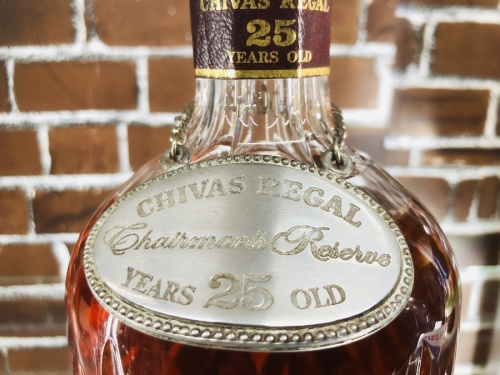 CHIVAS REGAL
25
YEARS OLD
CHIVAS REGAL
Chairman's Reserve
YEARS 25 OLD